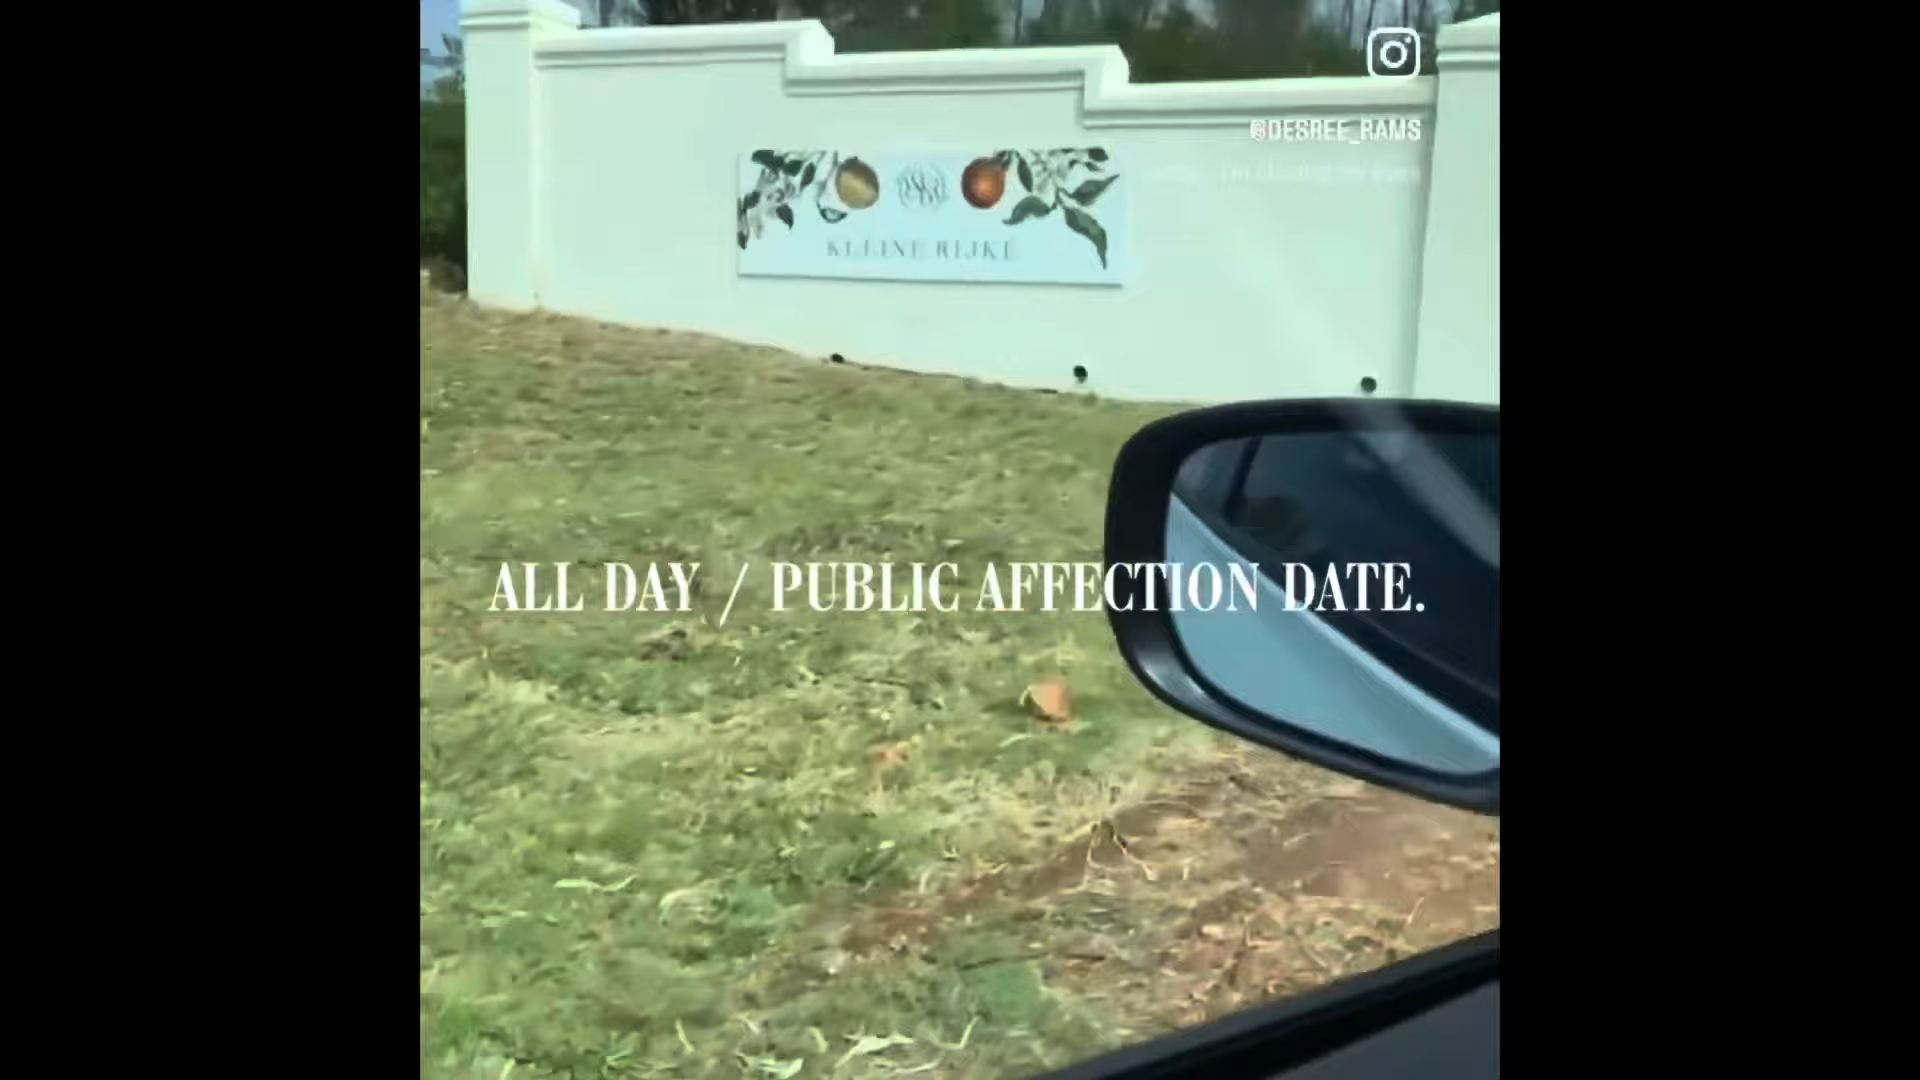 @DESREE_RAMS
KLEINE RIJKE
ALL DAY / PUBLIC AFFECTION DATE.